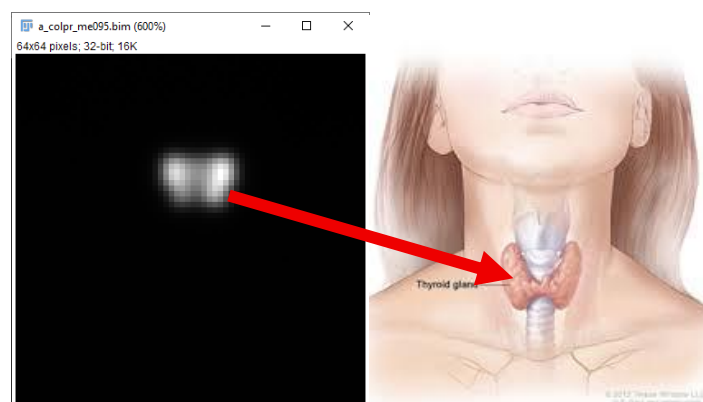 a_colpr_me095.bim (600%)
64x64 pixels; 32-bit; 16K
Thyroid gland